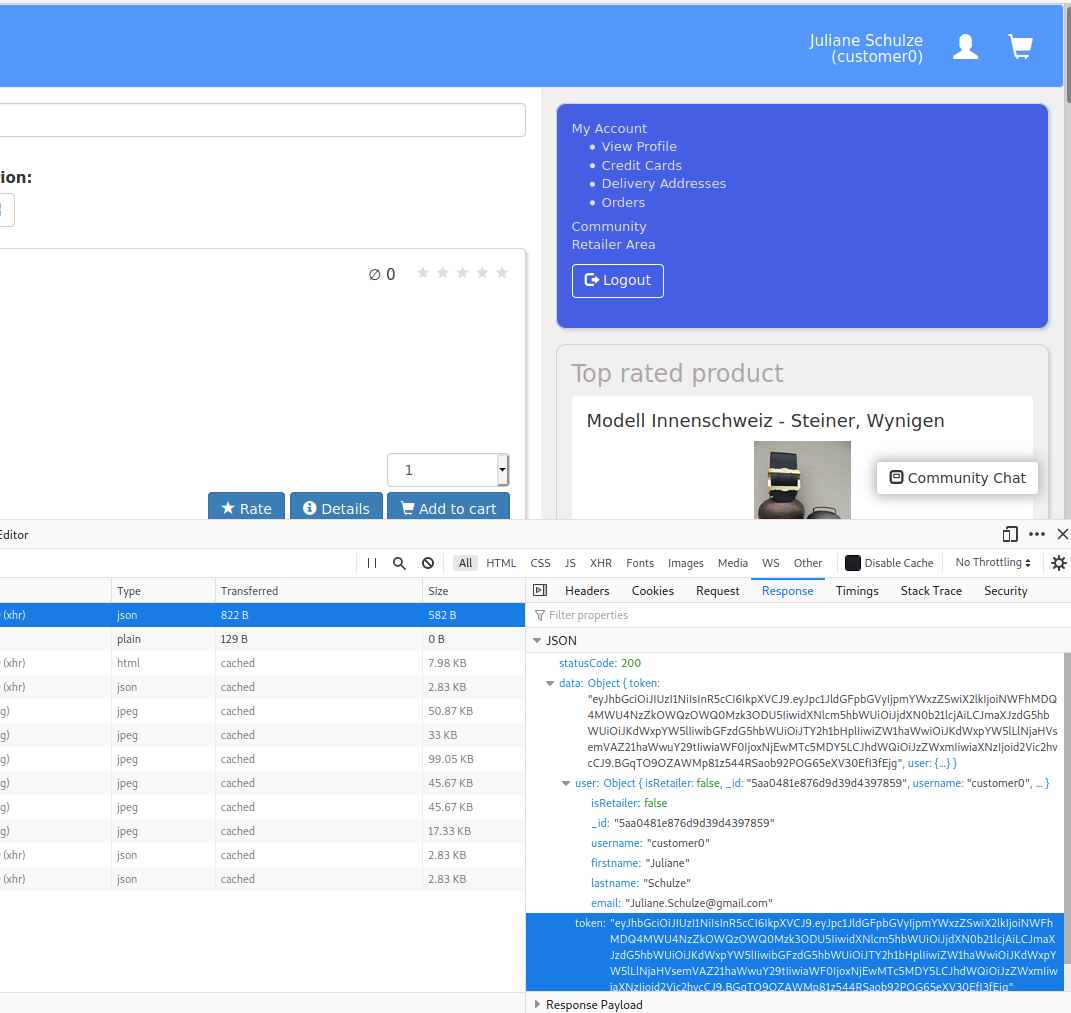 Juliane Schulze
(customer0)
My Account
View Profile
Credit Cards
Delivery Addresses
Orders
Community
Retailer Area
Logout
ion:
∅ 0
1
Rate
Details
Add to cart
Top rated product
Modell Innenschweiz - Steiner, Wynigen
Community Chat
Editor
All HTML CSS JS XHR Fonts Images Media WS Other Disable Cache No Throttling
Type Transferred Size
(xhr) json 822 B 582 B
plain 129 B 0 B
(xhr) html cached 7.98 KB
(xhr) json cached 2.83 KB
g) jpeg cached 50.87 KB
g) jpeg cached 33 KB
g) jpeg cached 99.05 KB
g) jpeg cached 45.67 KB
g) jpeg cached 45.67 KB
g) jpeg cached 17.33 KB
(xhr) json cached 2.83 KB
(xhr) json cached 2.83 KB
Headers Cookies Request Response Timings Stack Trace Security
Filter properties
JSON
statusCode: 200
data: Object { token:
, user: {…} }
user: Object { isRetailer: false, _id: "5aa0481e876d9d39d4397859", username: "customer0", … }
isRetailer: false
_id: "5aa0481e876d9d39d4397859"
username: "customer0"
firstname: "Juliane"
lastname: "Schulze"
email: "Juliane.Schulze@gmail.com"
token:
Response Payload